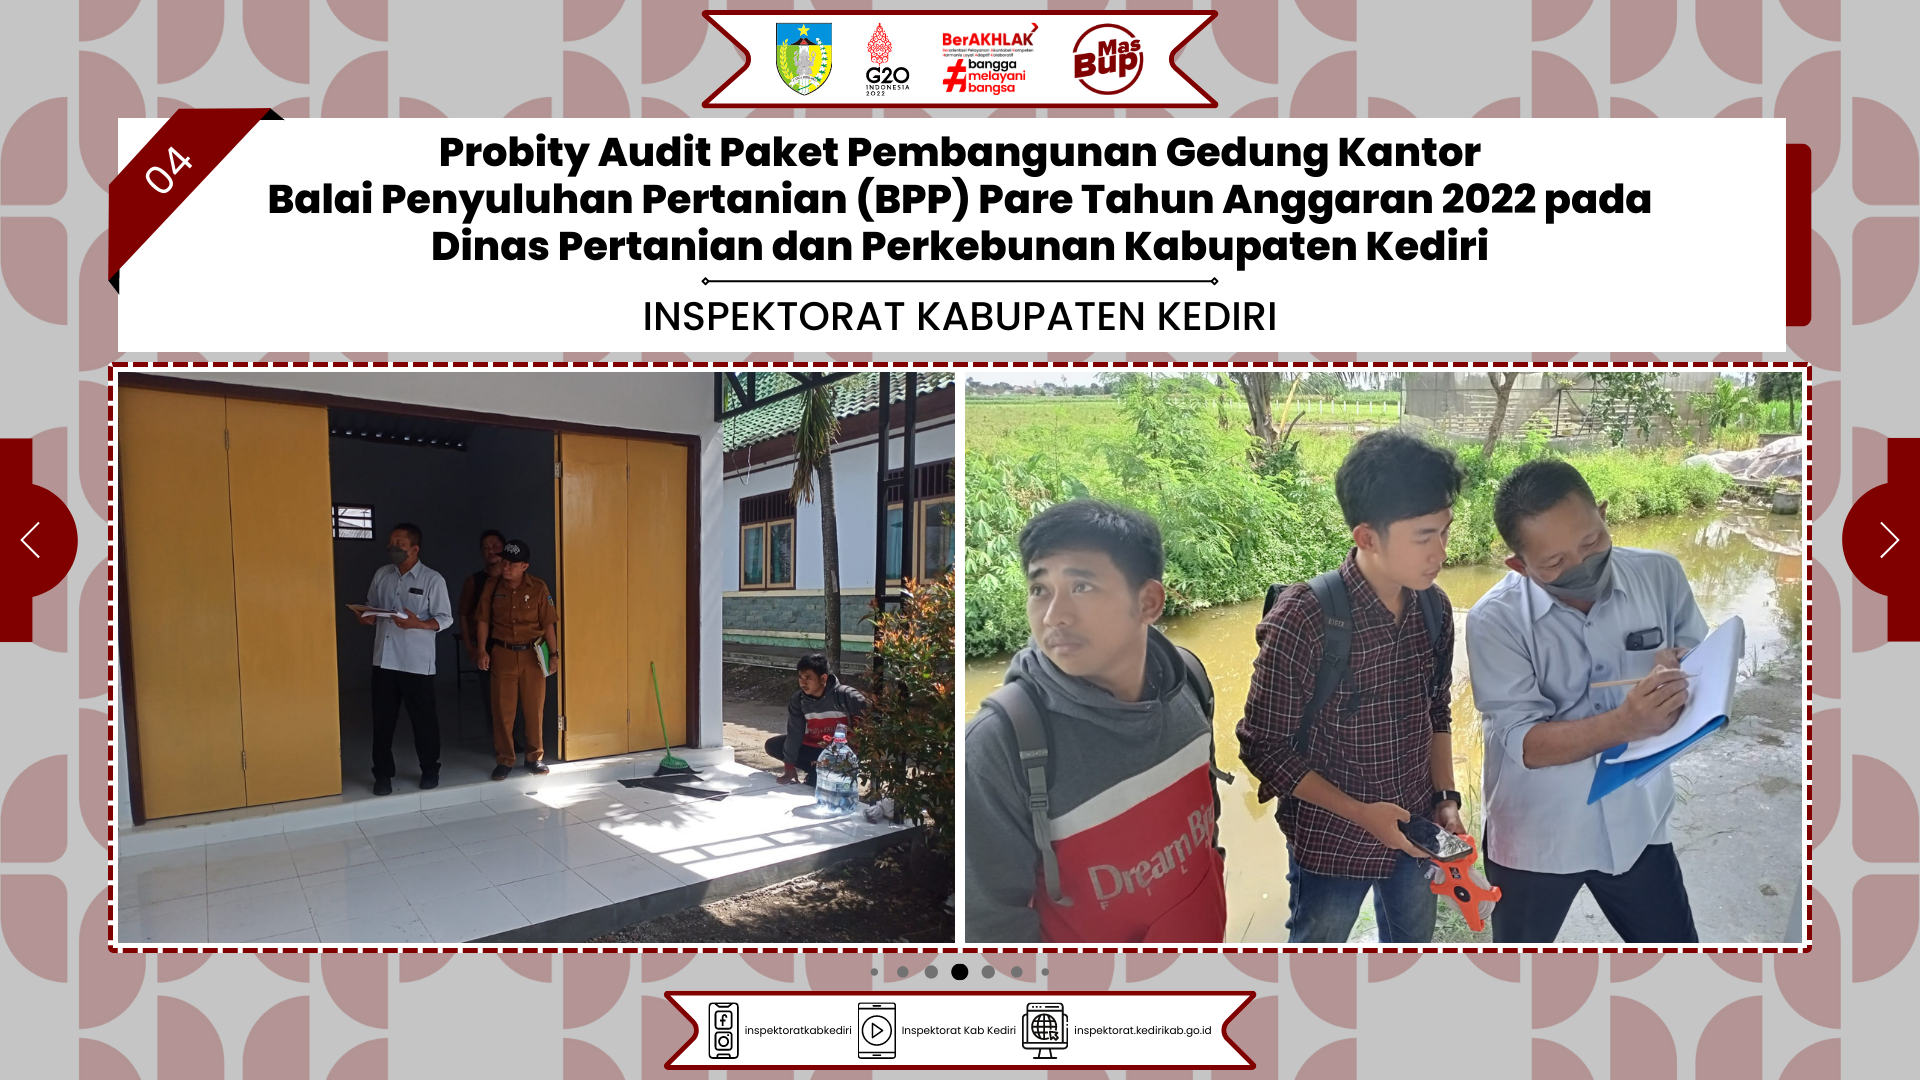 G20
INDONESIA
2022
BerAKHLAK
#bangga
melayani
bangsa
Mas
Bup
04
Probity Audit Paket Pembangunan Gedung Kantor
Balai Penyuluhan Pertanian (BPP) Pare Tahun Anggaran 2022 pada
Dinas Pertanian dan Perkebunan Kabupaten Kediri
INSPEKTORAT KABUPATEN KEDIRI
inspektoratkabkediri
Inspektorat Kab Kediri
inspektorat.kedirikab.go.id